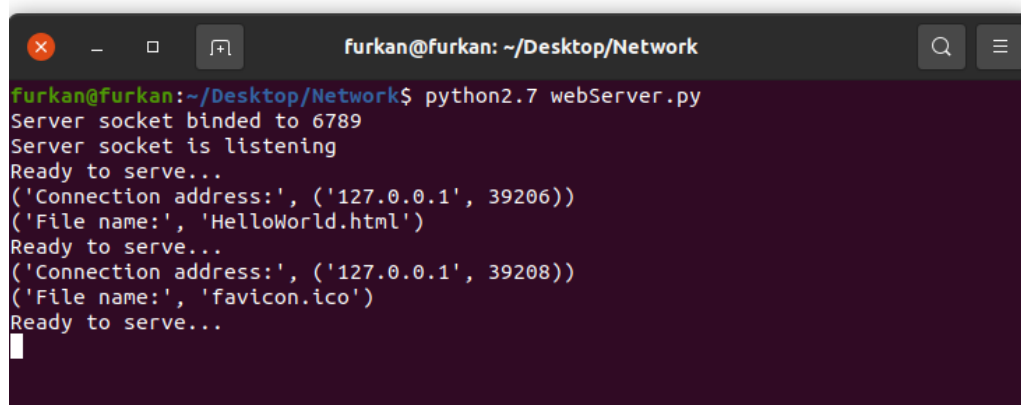 furkan@furkan: ~/Desktop/Network
furkan@furkan:~/Desktop/Network$ python2.7 webServer.py
Server socket binded to 6789
Server socket is listening
Ready to serve...
('Connection address:', ('127.0.0.1', 39206))
('File name:', 'HelloWorld.html')
Ready to serve...
('Connection address:', ('127.0.0.1', 39208))
('File name:', 'favicon.ico')
Ready to serve...